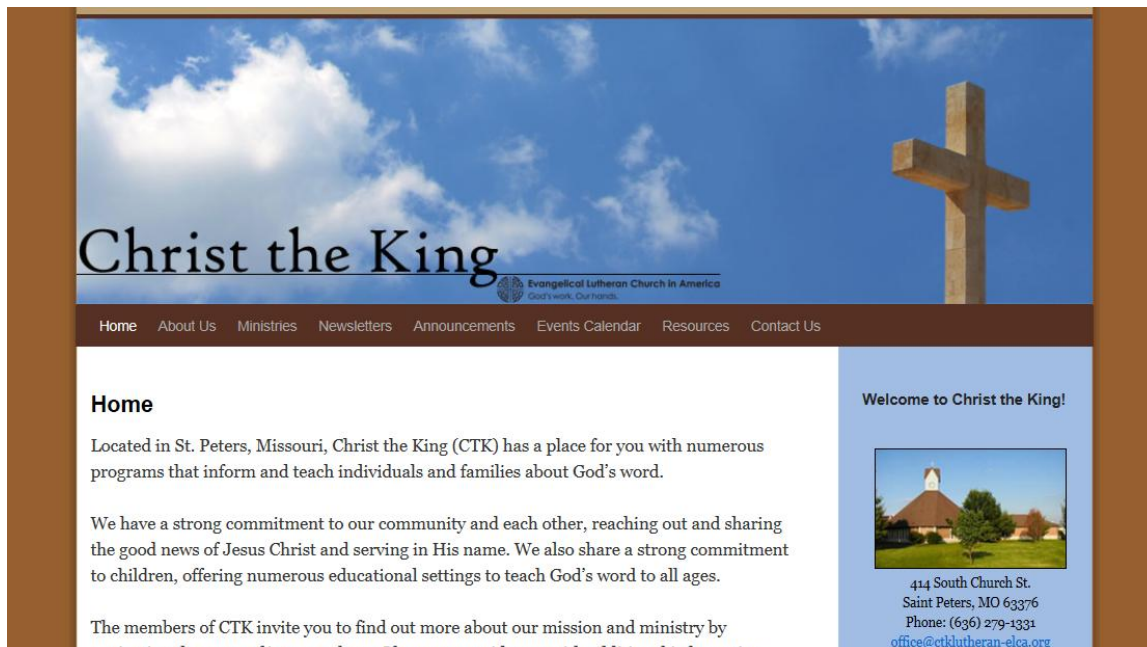 Christ the King
Evangelical Lutheran Church in America
God's work. Our hands.
Home About Us Ministries Newsletters Announcements Events Calendar Resources Contact Us
Home
Located in St. Peters, Missouri, Christ the King (CTK) has a place for you with numerous
programs that inform and teach individuals and families about God's word.
We have a strong commitment to our community and each other, reaching out and sharing
the good news of Jesus Christ and serving in His name. We also share a strong commitment
to children, offering numerous educational settings to teach God's word to all ages.
The members of CTK invite you to find out more about our mission and ministry by
Welcome to Christ the King!
414 South Church St.
Saint Peters, MO 63376
Phone: (636) 279-1331
office@ctklutheran-elca.org